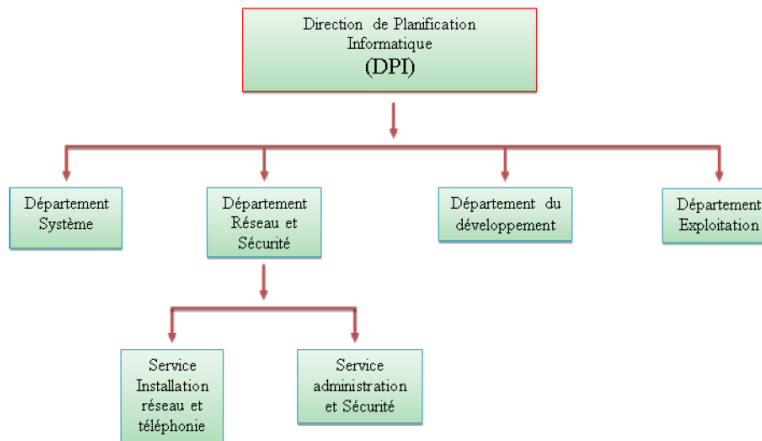 Direction de Planification
Informatique
(DPI)
Département
Système
Département
Réseau et
Sécurité
Département du
développement
Département
Exploitation
Service
Installation
réseau et
téléphonie
Service
administration
et Sécurité